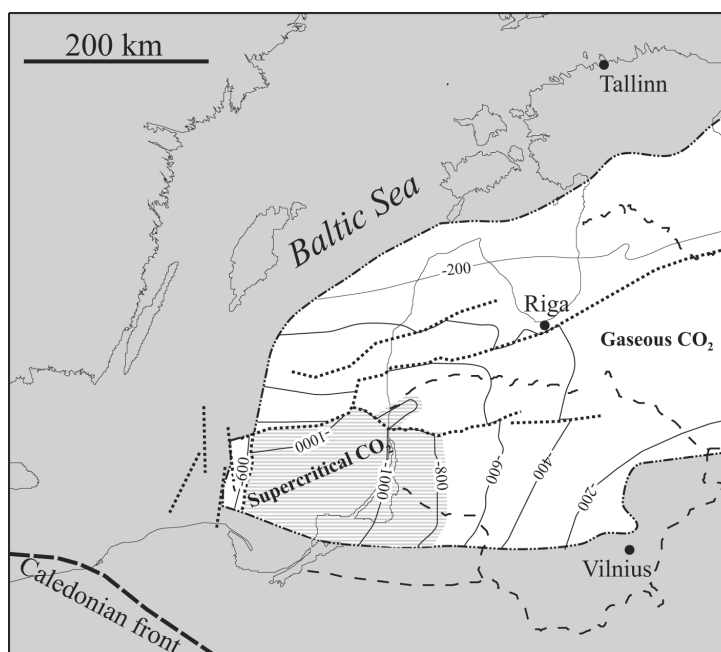 200 km
Tallinn
Baltic Sea
-200
Riga
Gaseous CO₂
-1000
-600
Supercritical CO₂
-1000
-800
-600
-400
-200
Vilnius
Caledonian front